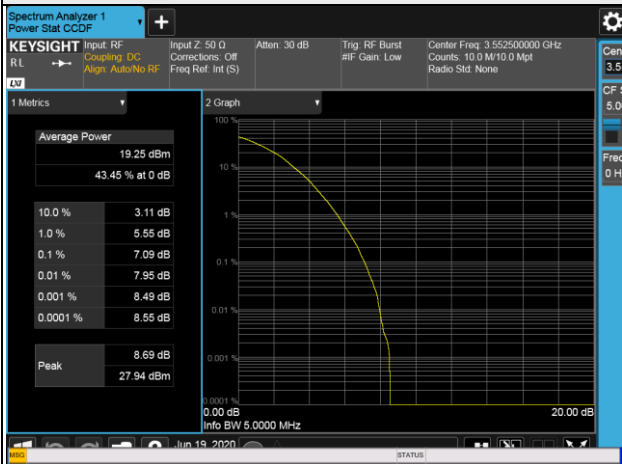 Spectrum Analyzer 1
Power Stat CCDF
KEYSIGHT
RL
LXI
Input: RF
Coupling: DC
Align: Auto/No RF
Input Z: 50 Ω
Corrections: Off
Freq Ref: Int (S)
Atten: 30 dB
Trig: RF Burst
#IF Gain: Low
Center Freq: 3.552500000 GHz
Counts: 10.0 M/10.0 Mpt
Radio Std: None
Cen
3.5
CF S
5.00
Freq
0 H
1 Metrics
Average Power
19.25 dBm
43.45 % at 0 dB
10.0 % 3.11 dB
1.0 % 5.55 dB
0.1 % 7.09 dB
0.01 % 7.95 dB
0.001 % 8.49 dB
0.0001 % 8.55 dB
Peak
8.69 dB
27.94 dBm
2 Graph
100 %
10 %
1 %
0.1 %
0.01 %
0.001 %
0.0001 %
0.00 dB 20.00 dB
Info BW 5.0000 MHz
Jun 19, 2020
MSG
STATUS